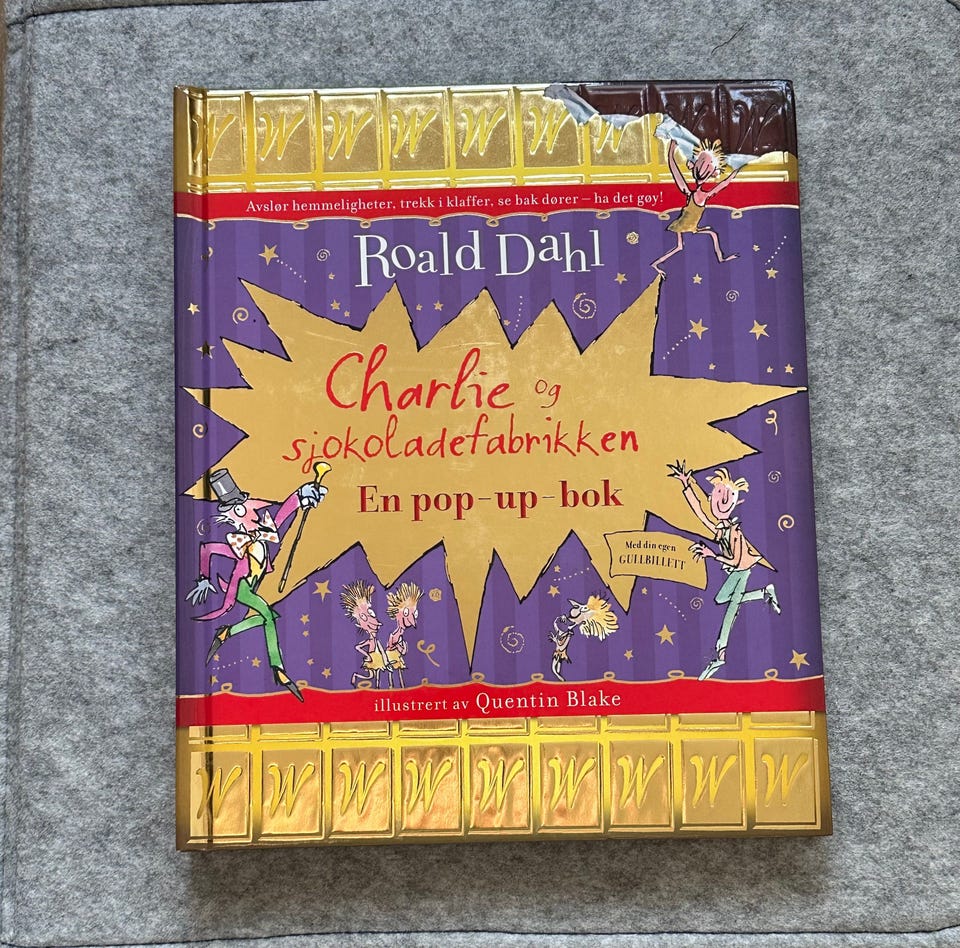 W W W W W W W W
Avslør hemmeligheter, trekk i klaffer, se bak dører – ha det gøy!
Roald Dahl
Charlie og
sjokoladefabrikken
En pop-up-bok
Med din egen
GULLBILLETT
illustrert av Quentin Blake
W W W W W W W W W